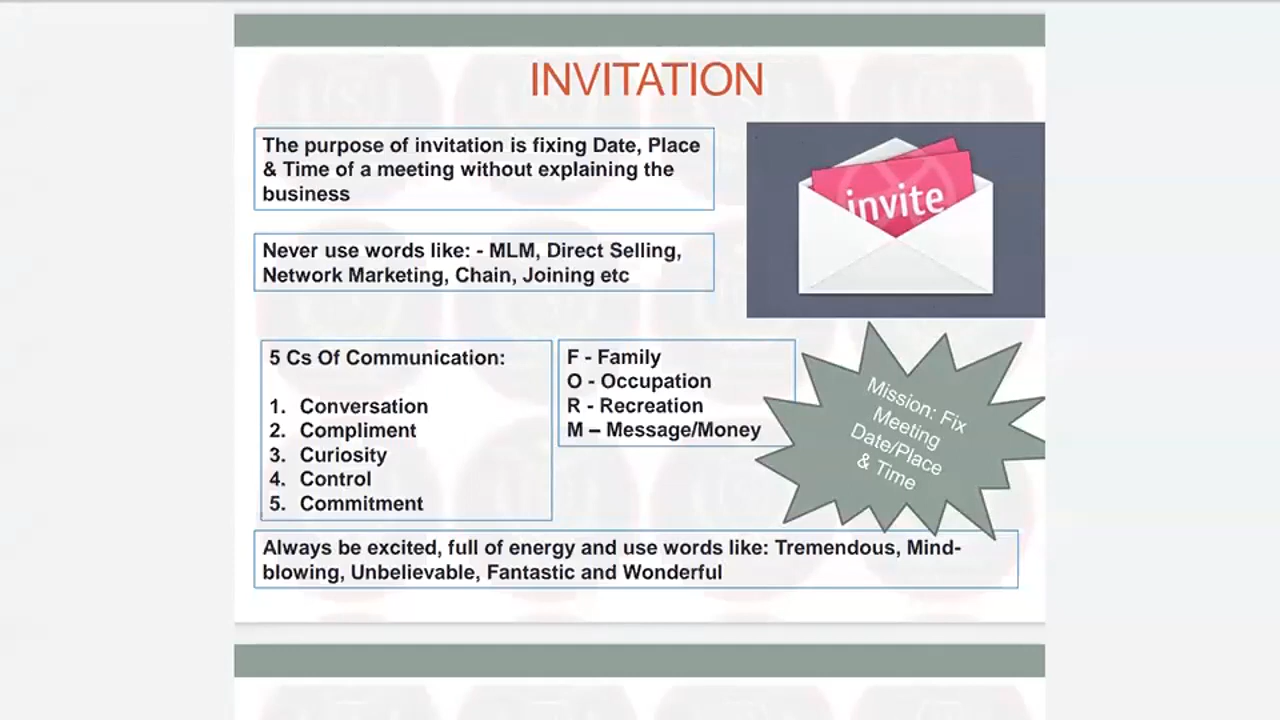 INVITATION
The purpose of invitation is fixing Date, Place
& Time of a meeting without explaining the
business
invite
Never use words like: - MLM, Direct Selling,
Network Marketing, Chain, Joining etc
5 Cs Of Communication:
1. Conversation
2. Compliment
3. Curiosity
4. Control
5. Commitment
F - Family
O - Occupation
R - Recreation
M – Message/Money
Mission: Fix
Meeting
Date/Place
& Time
Always be excited, full of energy and use words like: Tremendous, Mind-
blowing, Unbelievable, Fantastic and Wonderful